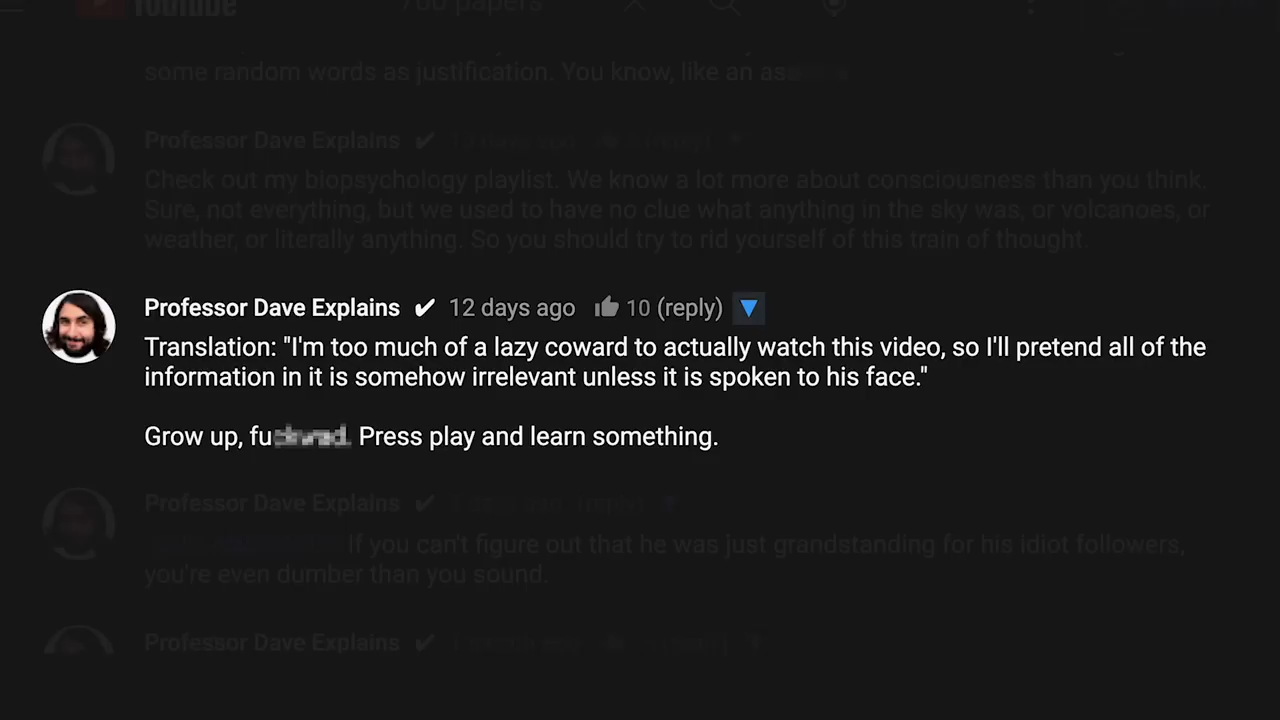 YouTube
700 papers
some random words as justification. You know, like an
Professor Dave Explains ✔
Check out my biopsychology playlist. We know a lot more about consciousness than you think.
Sure, not everything, but we used to have no clue what anything in the sky was, or volcanoes, or
weather, or literally anything. So you should try to rid yourself of this train of thought.
Professor Dave Explains ✔ 12 days ago 10 (reply)
Translation: "I'm too much of a lazy coward to actually watch this video, so I'll pretend all of the
information in it is somehow irrelevant unless it is spoken to his face."
Grow up, Press play and learn something.
Professor Dave Explains ✔
If you can't figure out that he was just grandstanding for his idiot followers,
you're even dumber than you sound.
Professor Dave Explains ✔